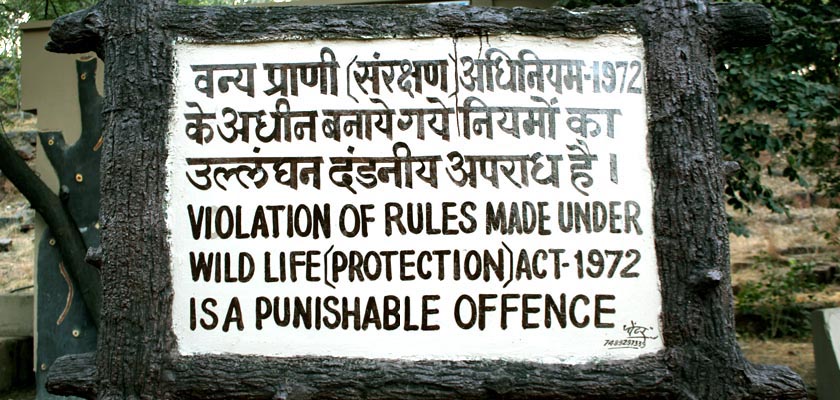 वन्य प्राणी (संरक्षण) अधिनियम-1972
के अधीन बनाये गये नियमों का
उल्लंघन दंडनीय अपराध है ।
VIOLATION OF RULES MADE UNDER
WILD LIFE (PROTECTION) ACT-1972
IS A PUNISHABLE OFFENCE
पेंटर